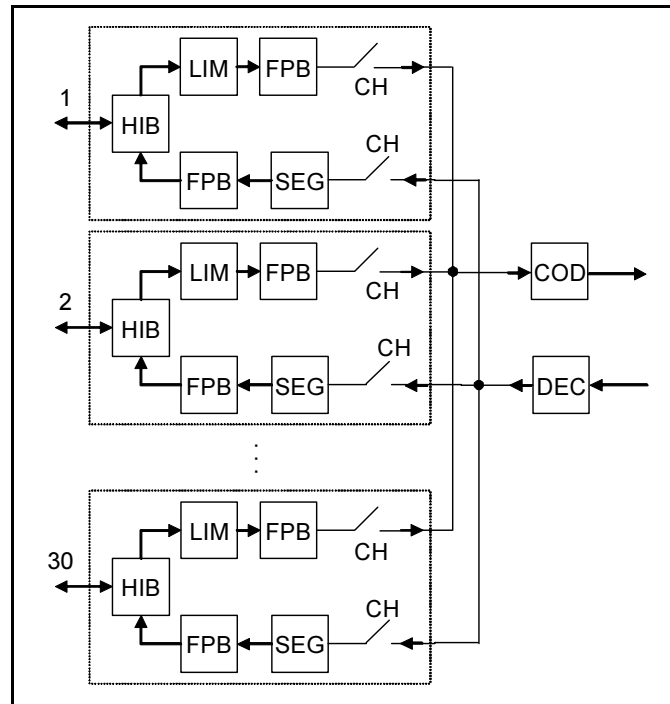 LIM FPB CH
1 HIB
CH
FPB SEG
LIM FPB CH COD
2 HIB
CH
FPB SEG DEC
LIM FPB CH
30 HIB
CH
FPB SEG